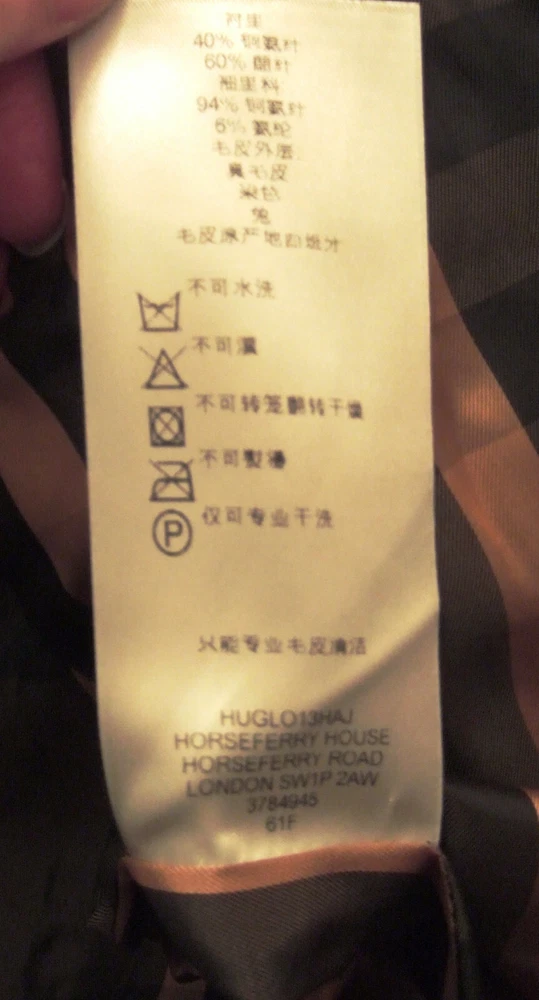 衬里
40% 铜氨纤
60% 醋纤
袖里料
94% 铜氨纤
6% 氨纶
毛皮外层:
真毛皮
染色
兔
毛皮原产地西班牙
不可水洗
不可漂
不可转笼翻转干燥
不可熨烫
P
仅可专业干洗
只能专业毛皮清洁
HUGLO13HAJ
HORSEFERRY HOUSE
HORSEFERRY ROAD
LONDON SW1P 2AW
3784945
61F